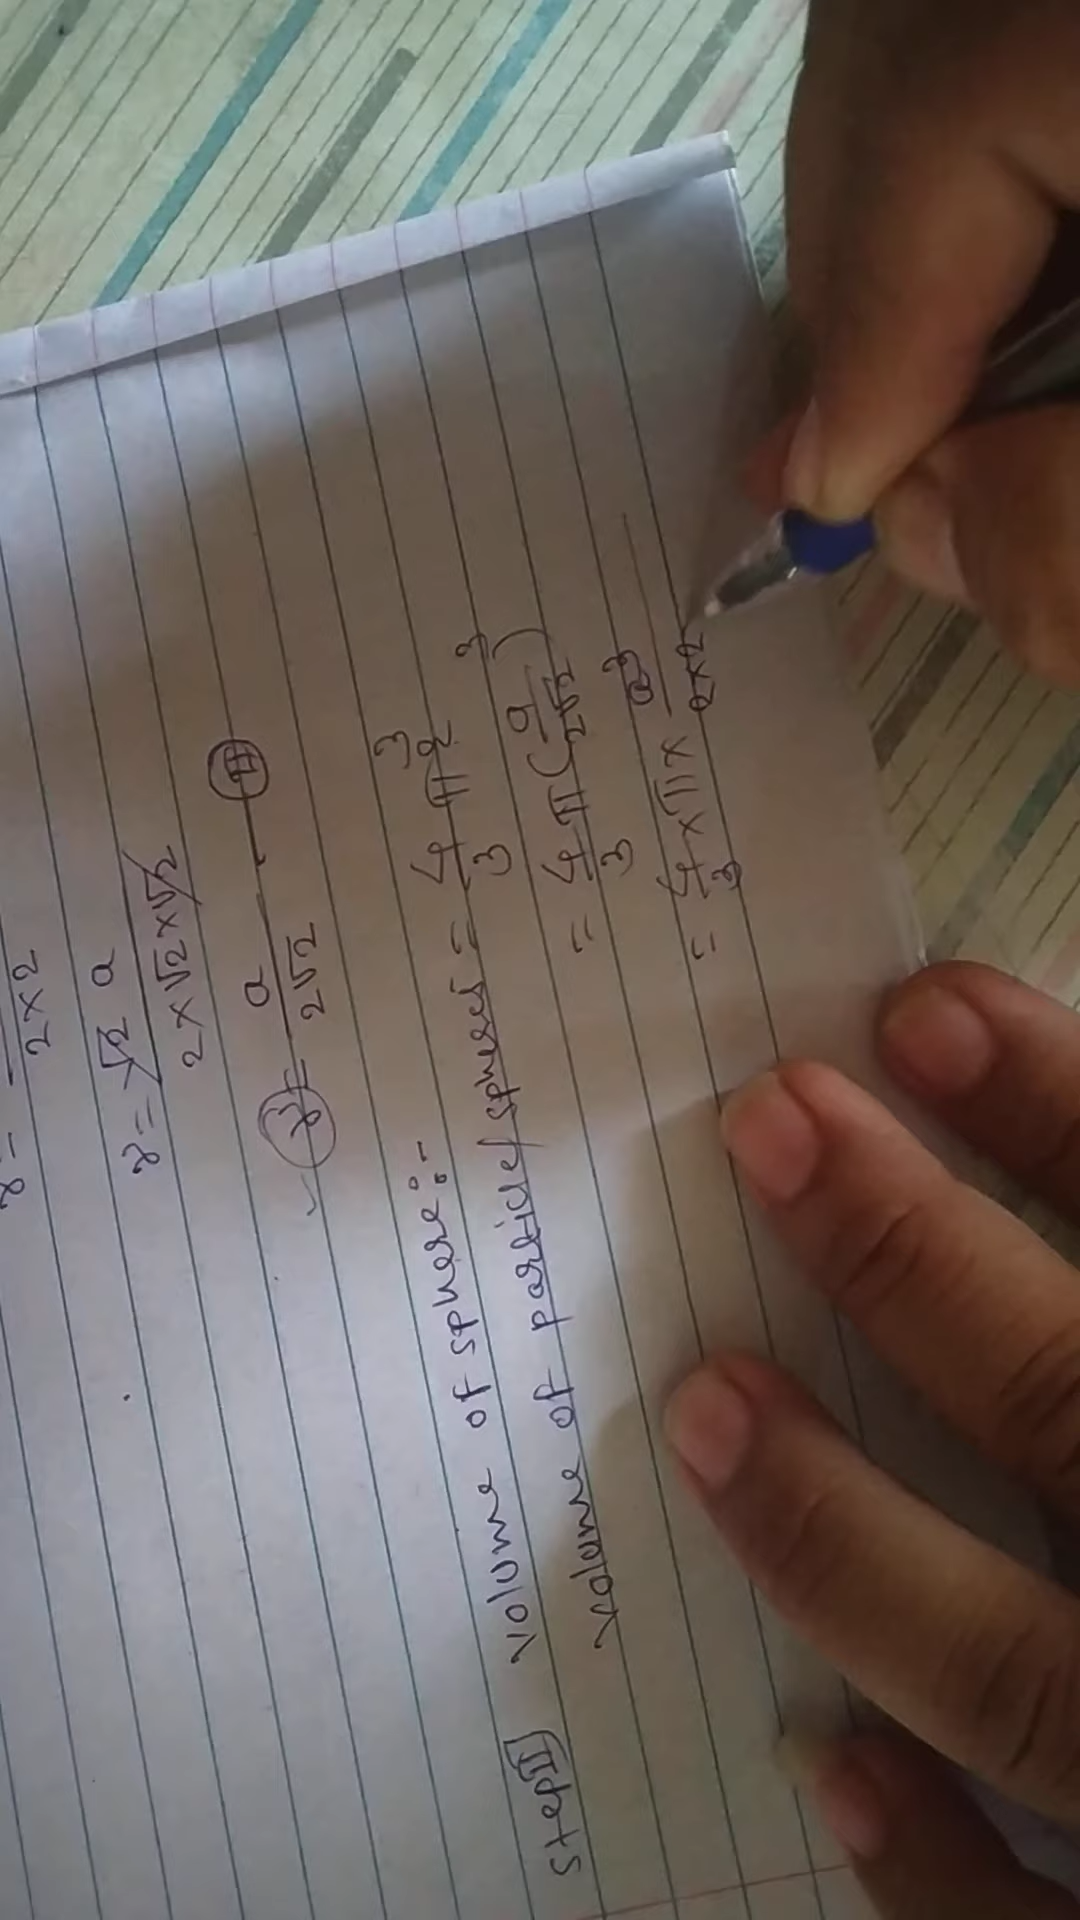 r = ――― 2×2
r = √2 a / 2×√2×√2
r = a / 2√2 — (II)
Step II) volume of sphere:-
volume of particle/spheres = 4/3 πr³
= 4/3 π (a / 2√2)³
= 4/3 × π × a³ / 2×2